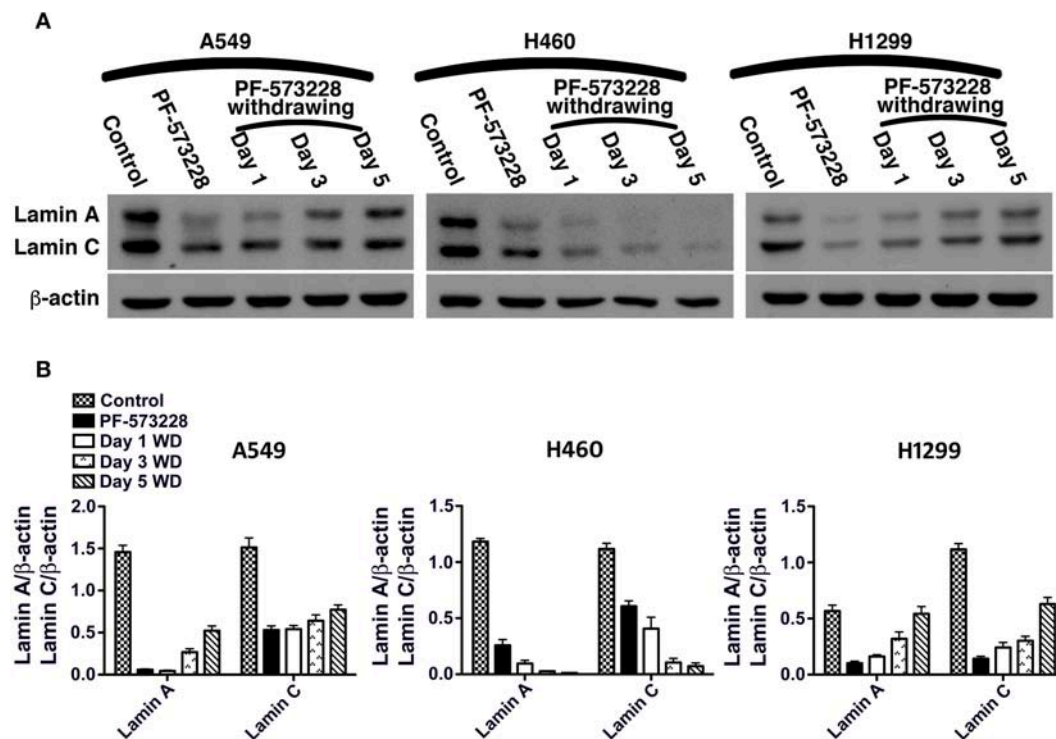 A
A549
H460
H1299
Control
PF-573228
PF-573228
withdrawing
Day 1
Day 3
Day 5
Control
PF-573228
PF-573228
withdrawing
Day 1
Day 3
Day 5
Control
PF-573228
PF-573228
withdrawing
Day 1
Day 3
Day 5
Lamin A
Lamin C
β-actin
B
Control
PF-573228
Day 1 WD
Day 3 WD
Day 5 WD
A549
Lamin A/β-actin
Lamin C/β-actin
2.0
1.5
1.0
0.5
0.0
Lamin A
Lamin C
H460
Lamin A/β-actin
Lamin C/β-actin
1.5
1.0
0.5
0.0
Lamin A
Lamin C
H1299
Lamin A/β-actin
Lamin C/β-actin
1.5
1.0
0.5
0.0
Lamin A
Lamin C